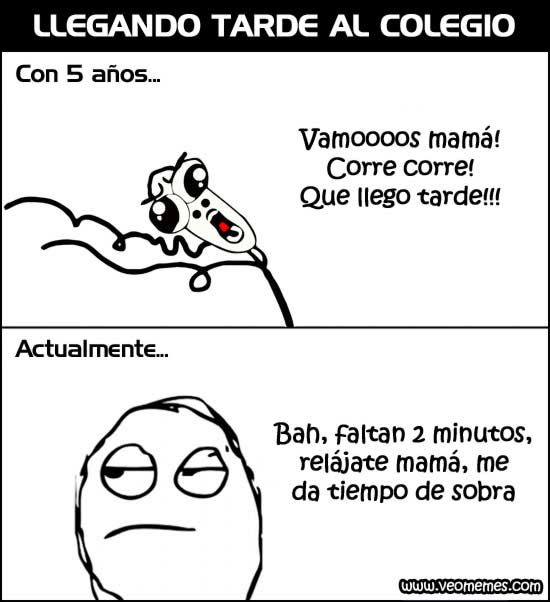 LLEGANDO TARDE AL COLEGIO
Con 5 años...
Vamoooos mamá!
Corre corre!
Que llego tarde!!!
Actualmente...
Bah, faltan 2 minutos,
relájate mamá, me
da tiempo de sobra
www.veomemes.com